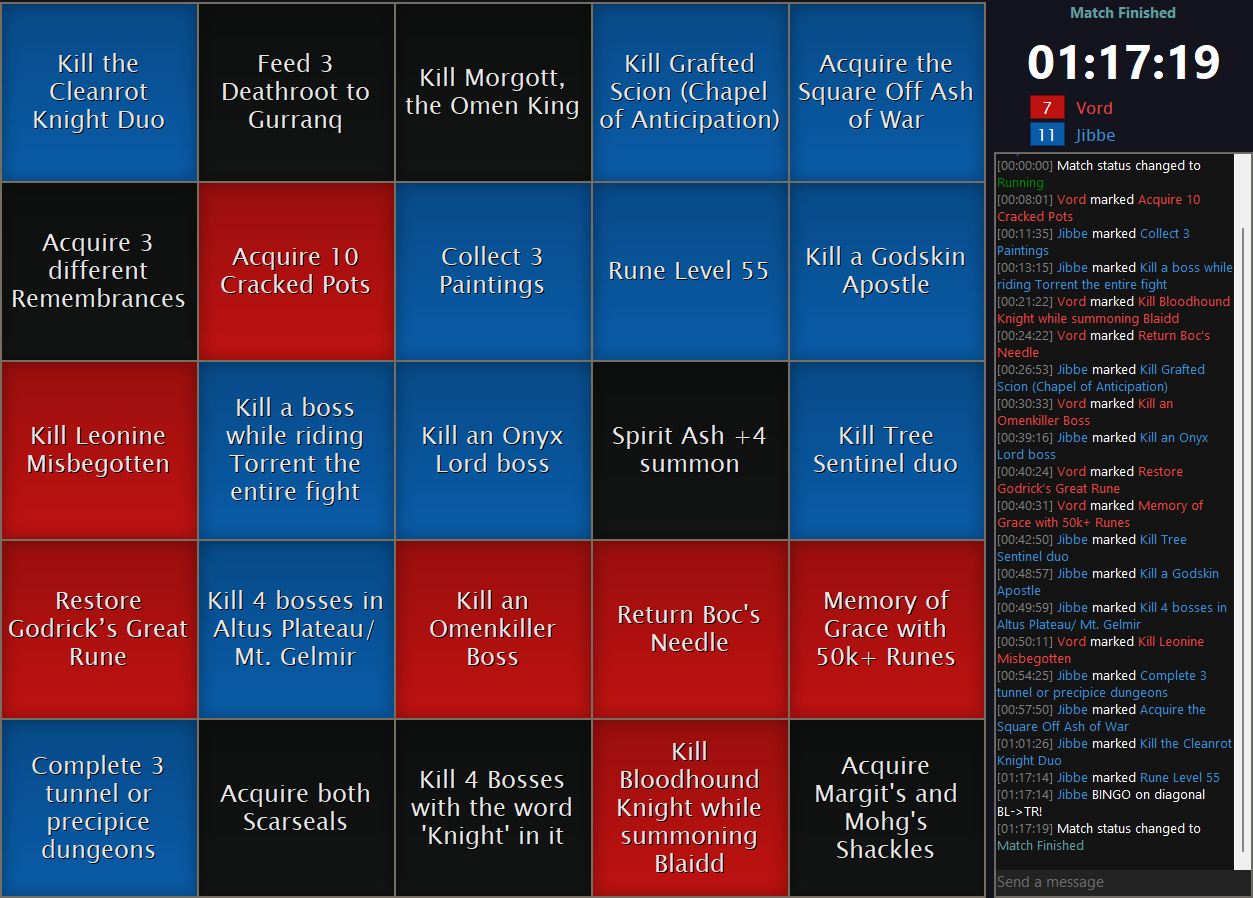 Kill the
Cleanrot
Knight Duo
Feed 3
Deathroot to
Gurranq
Kill Morgott,
the Omen King
Kill Grafted
Scion (Chapel
of Anticipation)
Acquire the
Square Off Ash
of War
Acquire 3
different
Remembrances
Acquire 10
Cracked Pots
Collect 3
Paintings
Rune Level 55
Kill a Godskin
Apostle
Kill Leonine
Misbegotten
Kill a boss
while riding
Torrent the
entire fight
Kill an Onyx
Lord boss
Spirit Ash +4
summon
Kill Tree
Sentinel duo
Restore
Godrick’s Great
Rune
Kill 4 bosses in
Altus Plateau/
Mt. Gelmir
Kill an
Omenkiller
Boss
Return Boc's
Needle
Memory of
Grace with
50k+ Runes
Complete 3
tunnel or
precipice
dungeons
Acquire both
Scarseals
Kill 4 Bosses
with the word
'Knight' in it
Kill
Bloodhound
Knight while
summoning
Blaidd
Acquire
Margit's and
Mohg's
Shackles
Match Finished
01:17:19
7 Vord
11 Jibbe
[00:00:00] Match status changed to
Running
[00:08:01] Vord marked Acquire 10
Cracked Pots
[00:11:35] Jibbe marked Collect 3
Paintings
[00:13:15] Jibbe marked Kill a boss while
riding Torrent the entire fight
[00:21:22] Vord marked Kill Bloodhound
Knight while summoning Blaidd
[00:24:22] Vord marked Return Boc's
Needle
[00:26:53] Jibbe marked Kill Grafted
Scion (Chapel of Anticipation)
[00:30:33] Vord marked Kill an
Omenkiller Boss
[00:39:16] Jibbe marked Kill an Onyx
Lord boss
[00:40:24] Vord marked Restore
Godrick’s Great Rune
[00:40:31] Vord marked Memory of
Grace with 50k+ Runes
[00:42:50] Jibbe marked Kill Tree
Sentinel duo
[00:48:57] Jibbe marked Kill a Godskin
Apostle
[00:49:59] Jibbe marked Kill 4 bosses in
Altus Plateau/ Mt. Gelmir
[00:50:11] Vord marked Kill Leonine
Misbegotten
[00:54:25] Jibbe marked Complete 3
tunnel or precipice dungeons
[00:57:50] Jibbe marked Acquire the
Square Off Ash of War
[01:01:26] Jibbe marked Kill the Cleanrot
Knight Duo
[01:17:14] Jibbe marked Rune Level 55
[01:17:14] Jibbe BINGO on diagonal
BL->TR!
[01:17:19] Match status changed to
Match Finished
Send a message